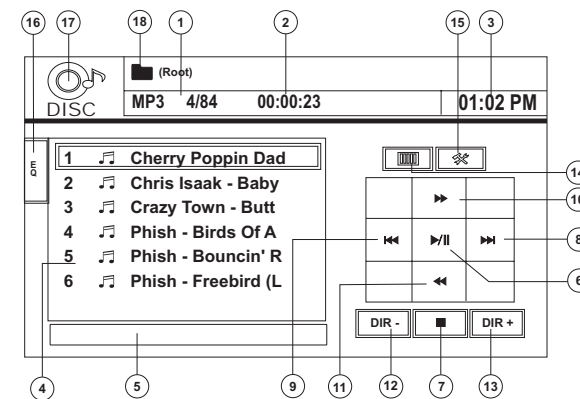 16 17 18 1 2 15 3
(Root)
DISC
MP3 4/84 00:00:23 01:02 PM
EQ
1 Cherry Poppin Dad
2 Chris Isaak - Baby
3 Crazy Town - Butt
4 Phish - Birds Of A
5 Phish - Bouncin' R
6 Phish - Freebird (L
14
10
8
6
DIR - DIR +
4 5 9 11 12 7 13